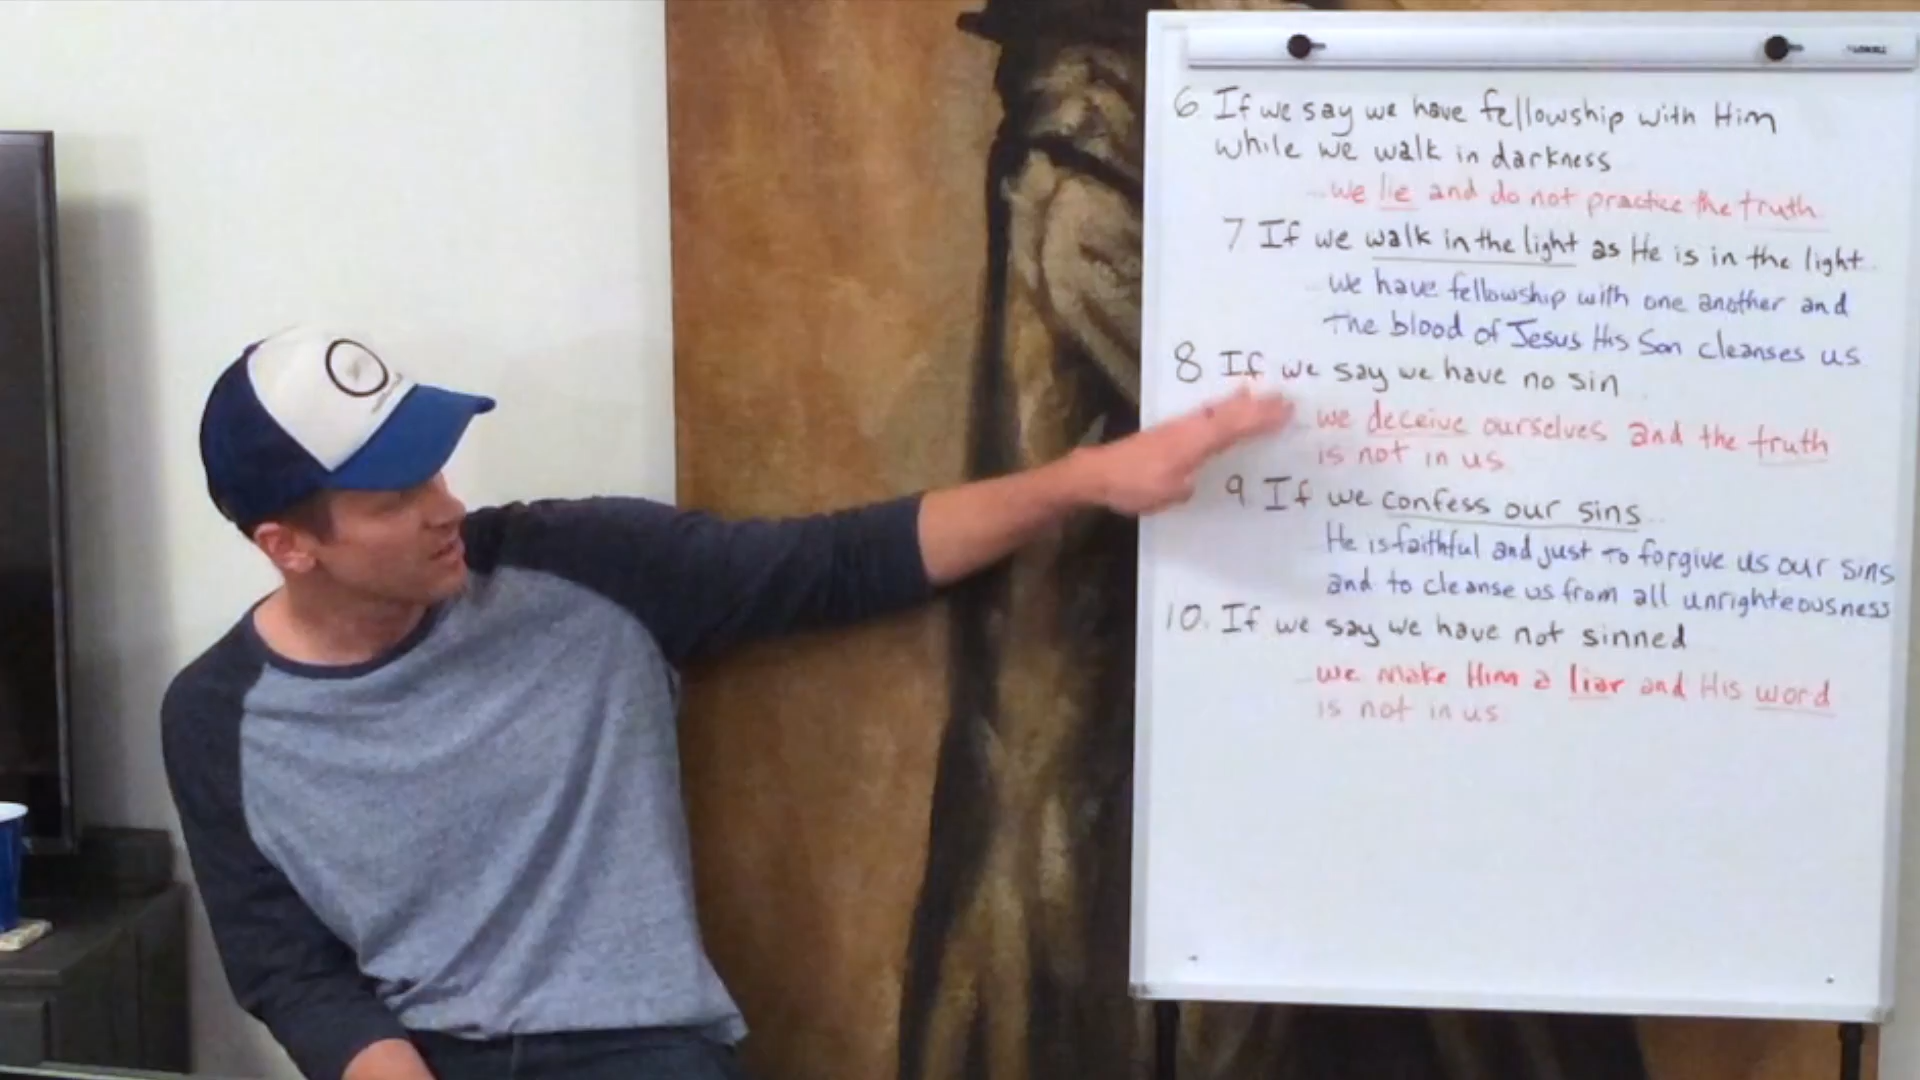 6 If we say we have fellowship with Him
while we walk in darkness
...we lie and do not practice the truth
7 If we walk in the light as He is in the light...
...we have fellowship with one another and
The blood of Jesus His Son cleanses us
8 If we say we have no sin
...we deceive ourselves and the truth
is not in us
9 If we confess our sins...
He is faithful and just to forgive us our sins
and to cleanse us from all unrighteousness
10. If we say we have not sinned
...we make Him a liar and His word
is not in us